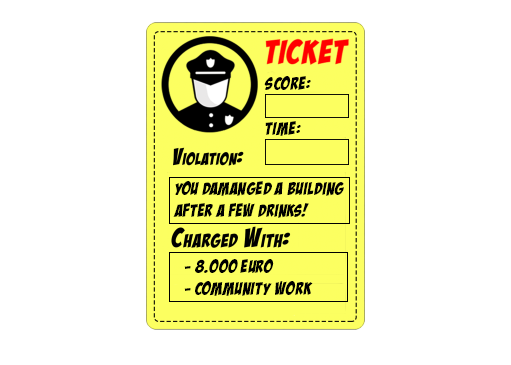 TICKET
SCORE:
TIME:
VIOLATION:
YOU DAMANGED A BUILDING
AFTER A FEW DRINKS!
CHARGED WITH:
- 8.000 EURO
- COMMUNITY WORK